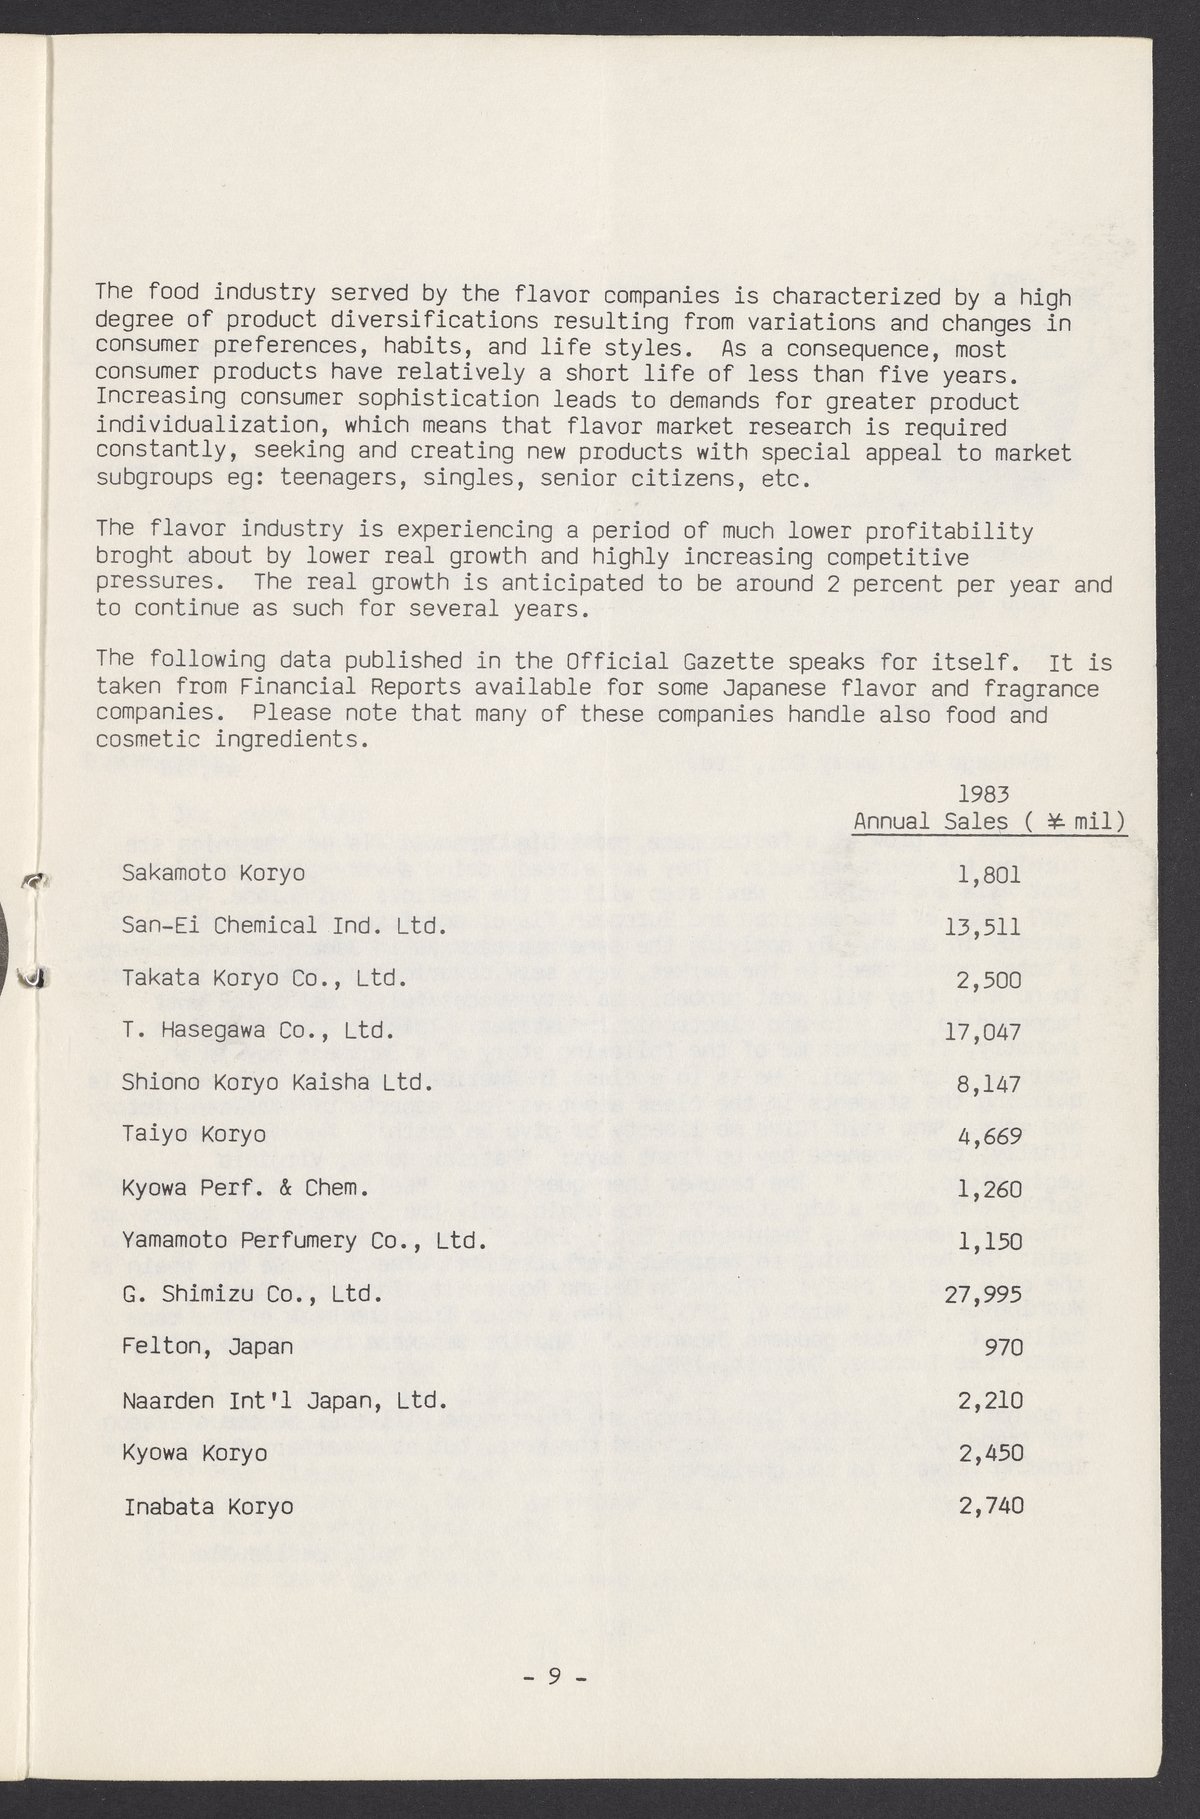 The food industry served by the flavor companies is characterized by a high
degree of product diversifications resulting from variations and changes in
consumer preferences, habits, and life styles.  As a consequence, most
consumer products have relatively a short life of less than five years.
Increasing consumer sophistication leads to demands for greater product
individualization, which means that flavor market research is required
constantly, seeking and creating new products with special appeal to market
subgroups eg: teenagers, singles, senior citizens, etc.
The flavor industry is experiencing a period of much lower profitability
broght about by lower real growth and highly increasing competitive
pressures.  The real growth is anticipated to be around 2 percent per year and
to continue as such for several years.
The following data published in the Official Gazette speaks for itself.  It is
taken from Financial Reports available for some Japanese flavor and fragrance
companies.  Please note that many of these companies handle also food and
cosmetic ingredients.
1983
Annual Sales ( ¥ mil)
Sakamoto Koryo 1,801
San-Ei Chemical Ind. Ltd. 13,511
Takata Koryo Co., Ltd. 2,500
T. Hasegawa Co., Ltd. 17,047
Shiono Koryo Kaisha Ltd. 8,147
Taiyo Koryo 4,669
Kyowa Perf. & Chem. 1,260
Yamamoto Perfumery Co., Ltd. 1,150
G. Shimizu Co., Ltd. 27,995
Felton, Japan 970
Naarden Int'l Japan, Ltd. 2,210
Kyowa Koryo 2,450
Inabata Koryo 2,740
- 9 -